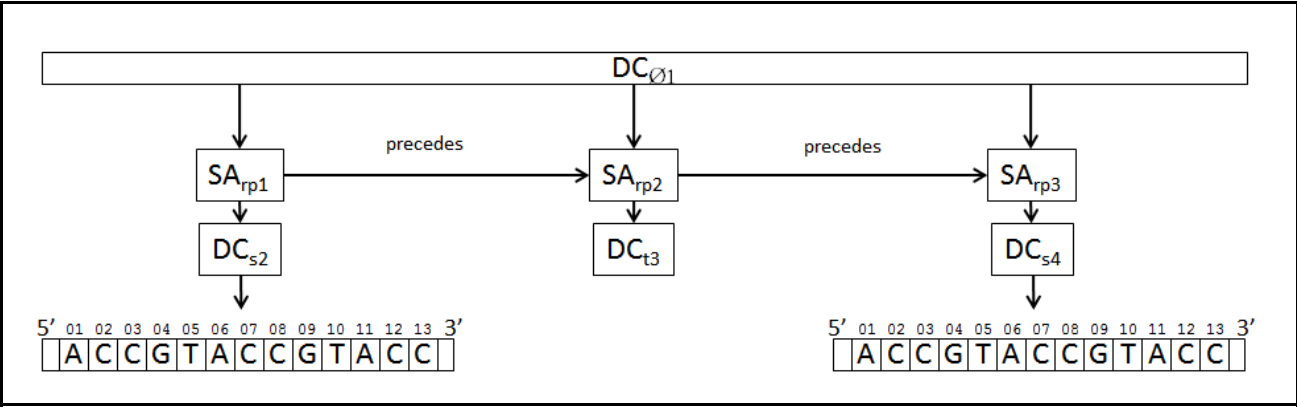 DC∅1
precedes precedes
SArp1 SArp2 SArp3
DCs2 DCt3 DCs4
5’ 01 02 03 04 05 06 07 08 09 10 11 12 13 3’ 5’ 01 02 03 04 05 06 07 08 09 10 11 12 13 3’
A C C G T A C C G T A C C A C C G T A C C G T A C C